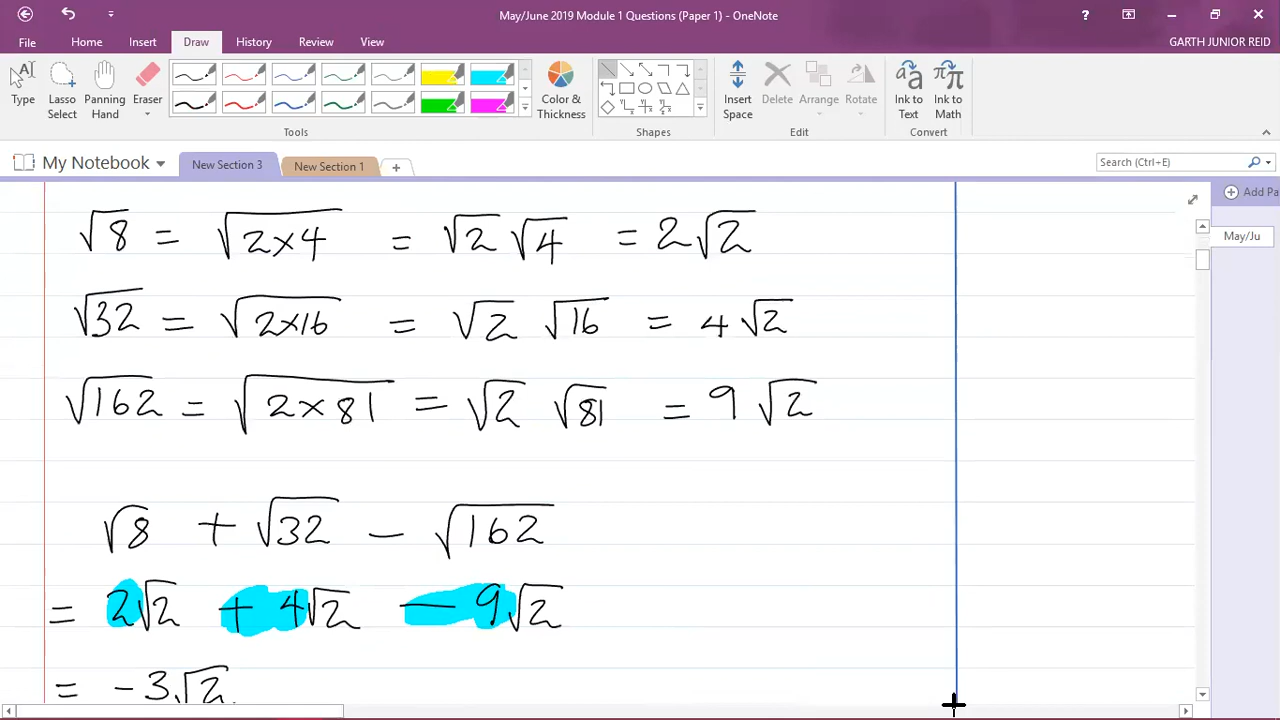 May/June 2019 Module 1 Questions (Paper 1) - OneNote
File Home Insert Draw History Review View GARTH JUNIOR REID
Type Lasso Select Panning Hand Eraser Color & Thickness Insert Space Delete Arrange Rotate Ink to Text Ink to Math
Tools Shapes Edit Convert
My Notebook New Section 3 New Section 1 + Search (Ctrl+E)
Add Pa
May/Ju
√8 = √(2×4) = √2 √4 = 2√2
√32 = √(2×16) = √2 √16 = 4√2
√162 = √(2×81) = √2 √81 = 9√2
√8 + √32 − √162
= 2√2 + 4√2 − 9√2
= -3√2